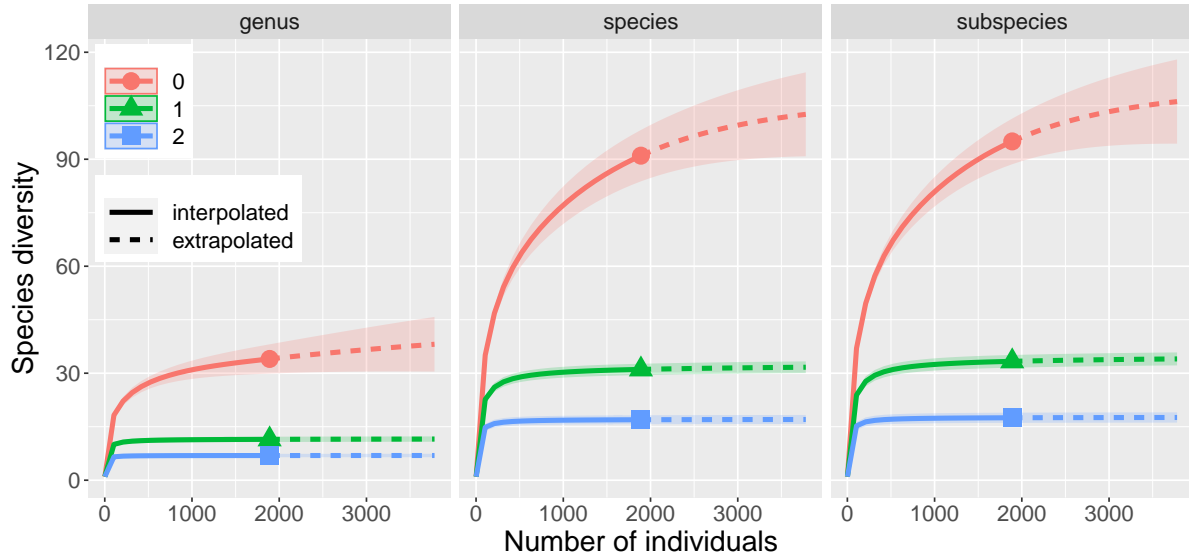 genus species subspecies
120
90
60
30
0
Species diversity
0
1
2
interpolated
extrapolated
0 1000 2000 3000 0 1000 2000 3000 0 1000 2000 3000
Number of individuals